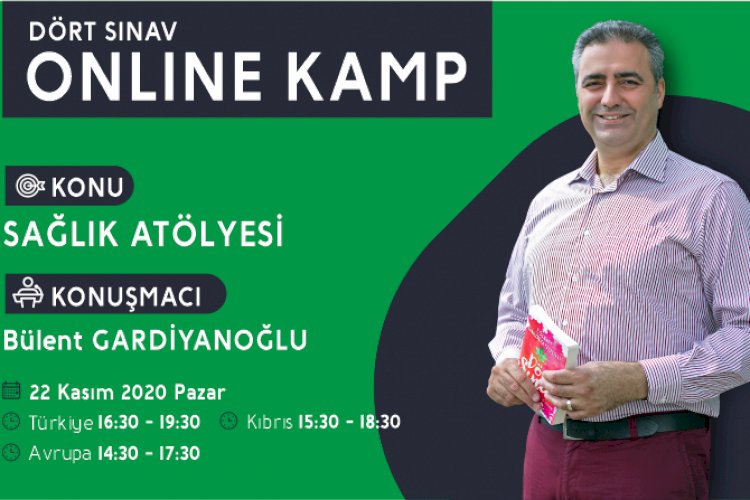 DÖRT SINAV
ONLINE KAMP
KONU
SAĞLIK ATÖLYESİ
KONUŞMACI
Bülent GARDİYANOĞLU
22 Kasım 2020 Pazar
Türkiye 16:30 - 19:30 Kıbrıs 15:30 - 18:30
Avrupa 14:30 - 17:30